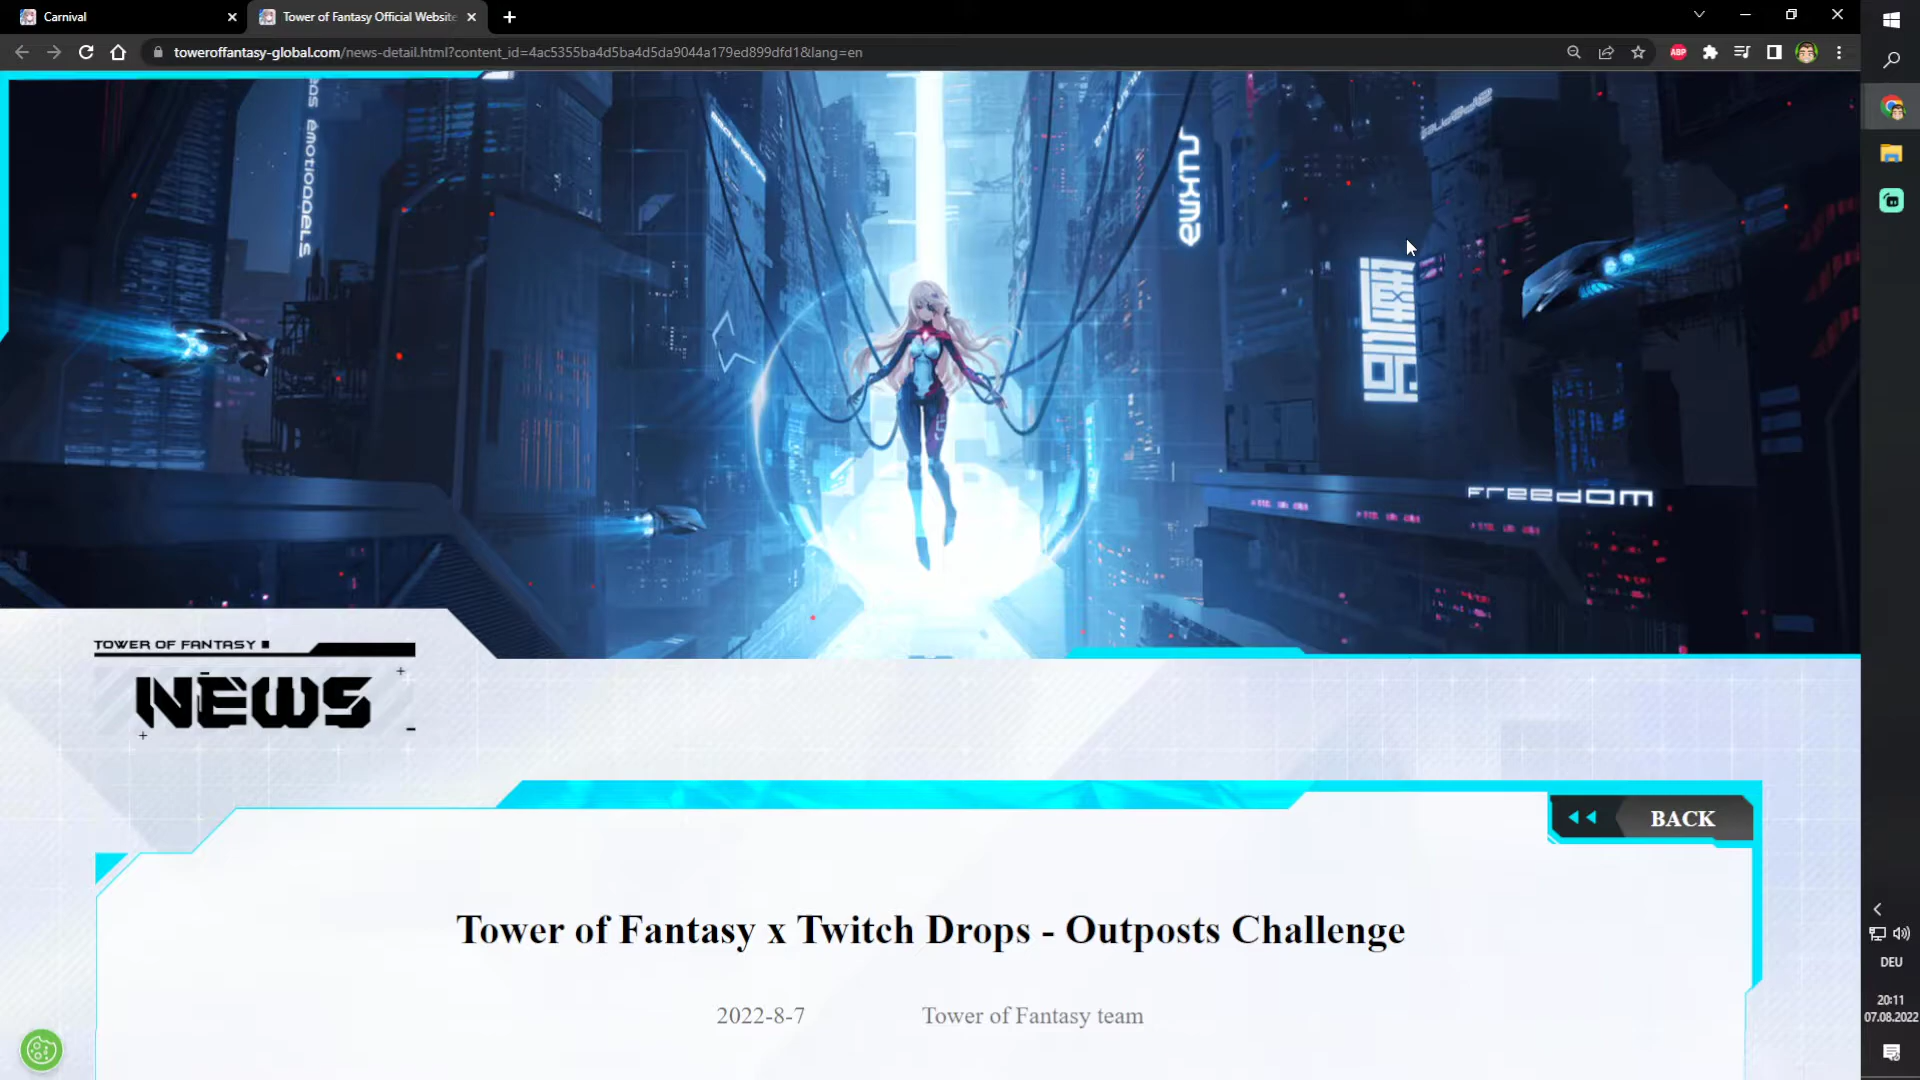 Carnival
Tower of Fantasy Official Website
toweroffantasy-global.com/news-detail.html?content_id=4ac5355ba4d5ba4d5da9044a179ed899dfd1&lang=en
ABP
FREEDOM
TOWER OF FANTASY
NEWS
BACK
Tower of Fantasy x Twitch Drops - Outposts Challenge
2022-8-7
Tower of Fantasy team
DEU
20:11
07.08.2022